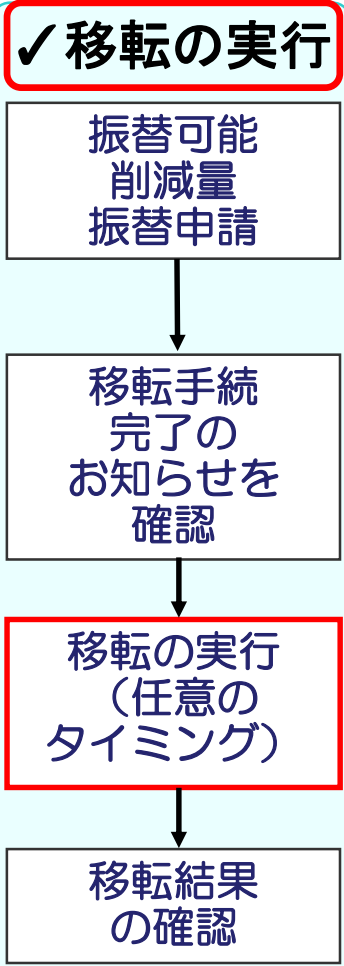 ✓移転の実行
振替可能
削減量
振替申請
移転手続
完了の
お知らせを
確認
移転の実行
（任意の
タイミング）
移転結果
の確認